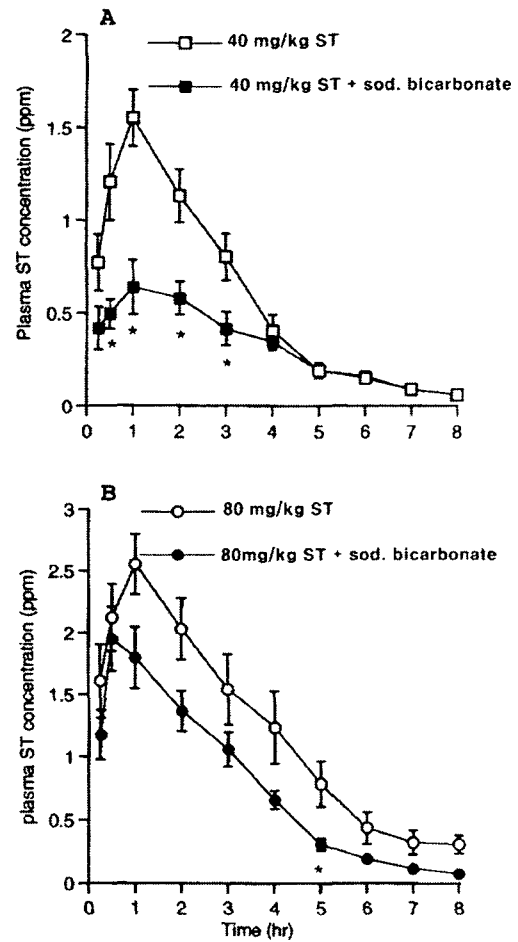 A
2
40 mg/kg ST
40 mg/kg ST + sod. bicarbonate
1.5
1
0.5
0
Plasma ST concentration (ppm)
* * * *
0 1 2 3 4 5 6 7 8
B
3
80 mg/kg ST
80mg/kg ST + sod. bicarbonate
2.5
2
1.5
1
0.5
0
plasma ST concentration (ppm)
*
0 1 2 3 4 5 6 7 8
Time (hr)